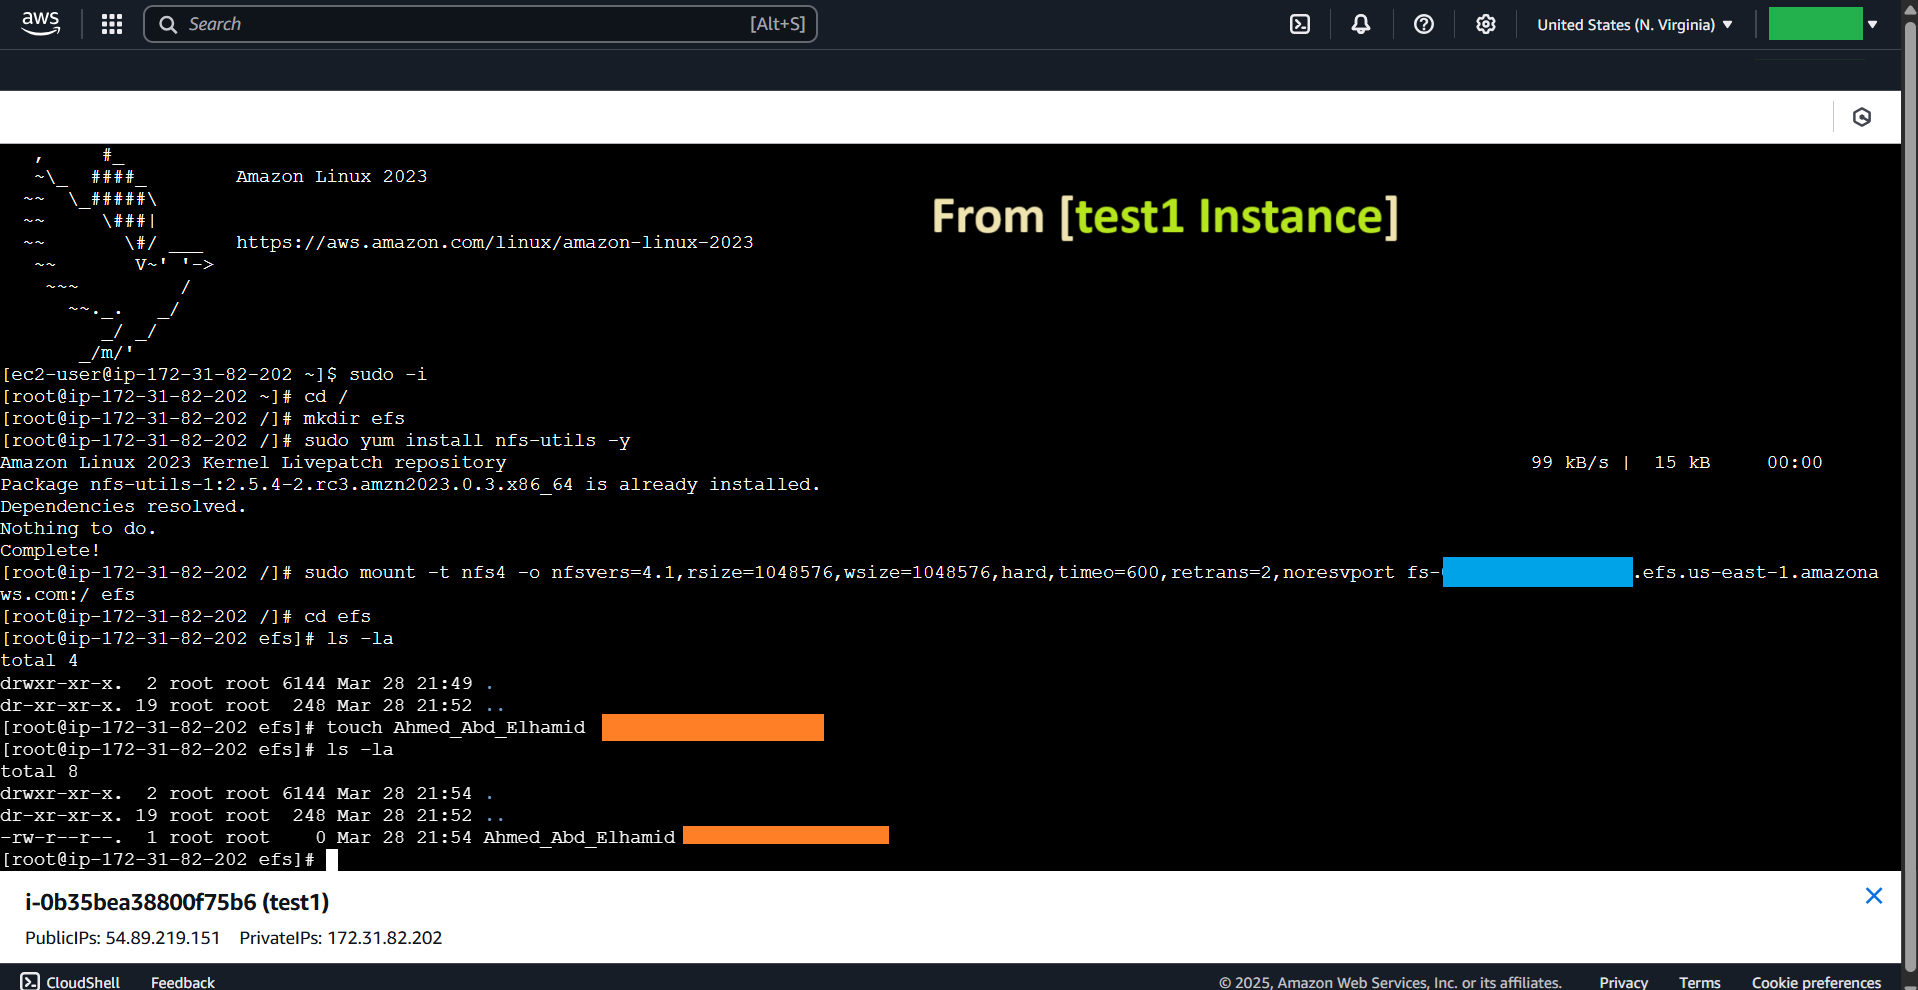 aws
Search [Alt+S]
United States (N. Virginia)
From [test1 Instance]
   ,     #_
   ~\_  ####_        Amazon Linux 2023
  ~~  \_#####\
  ~~     \###|
  ~~       \#/ ___   https://aws.amazon.com/linux/amazon-linux-2023
   ~~       V~' '->
    ~~~         /
      ~~._.   _/
         _/ _/
       _/m/'
[ec2-user@ip-172-31-82-202 ~]$ sudo -i
[root@ip-172-31-82-202 ~]# cd /
[root@ip-172-31-82-202 /]# mkdir efs
[root@ip-172-31-82-202 /]# sudo yum install nfs-utils -y
Amazon Linux 2023 Kernel Livepatch repository 99 kB/s | 15 kB 00:00
Package nfs-utils-1:2.5.4-2.rc3.amzn2023.0.3.x86_64 is already installed.
Dependencies resolved.
Nothing to do.
Complete!
[root@ip-172-31-82-202 /]# sudo mount -t nfs4 -o nfsvers=4.1,rsize=1048576,wsize=1048576,hard,timeo=600,retrans=2,noresvport fs- .efs.us-east-1.amazona
ws.com:/ efs
[root@ip-172-31-82-202 /]# cd efs
[root@ip-172-31-82-202 efs]# ls -la
total 4
drwxr-xr-x.  2 root root 6144 Mar 28 21:49 .
dr-xr-xr-x. 19 root root  248 Mar 28 21:52 ..
[root@ip-172-31-82-202 efs]# touch Ahmed_Abd_Elhamid
[root@ip-172-31-82-202 efs]# ls -la
total 8
drwxr-xr-x.  2 root root 6144 Mar 28 21:54 .
dr-xr-xr-x. 19 root root  248 Mar 28 21:52 ..
-rw-r--r--.  1 root root    0 Mar 28 21:54 Ahmed_Abd_Elhamid
[root@ip-172-31-82-202 efs]#
i-0b35bea38800f75b6 (test1)
PublicIPs: 54.89.219.151 PrivateIPs: 172.31.82.202
CloudShell Feedback © 2025, Amazon Web Services, Inc. or its affiliates. Privacy Terms Cookie preferences